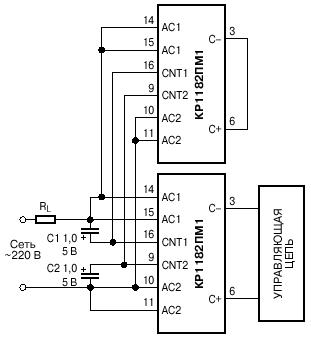 14 AC1
15 AC1
16 CNT1
9 CNT2
10 AC2
11 AC2
КР1182ПМ1
C– 3
C+ 6
14 AC1
15 AC1
16 CNT1
9 CNT2
10 AC2
11 AC2
КР1182ПМ1
C– 3
C+ 6
УПРАВЛЯЮЩАЯ
ЦЕПЬ
RL
Сеть
~220 В
C1 1,0 +
5 В
C2 1,0 +
5 В